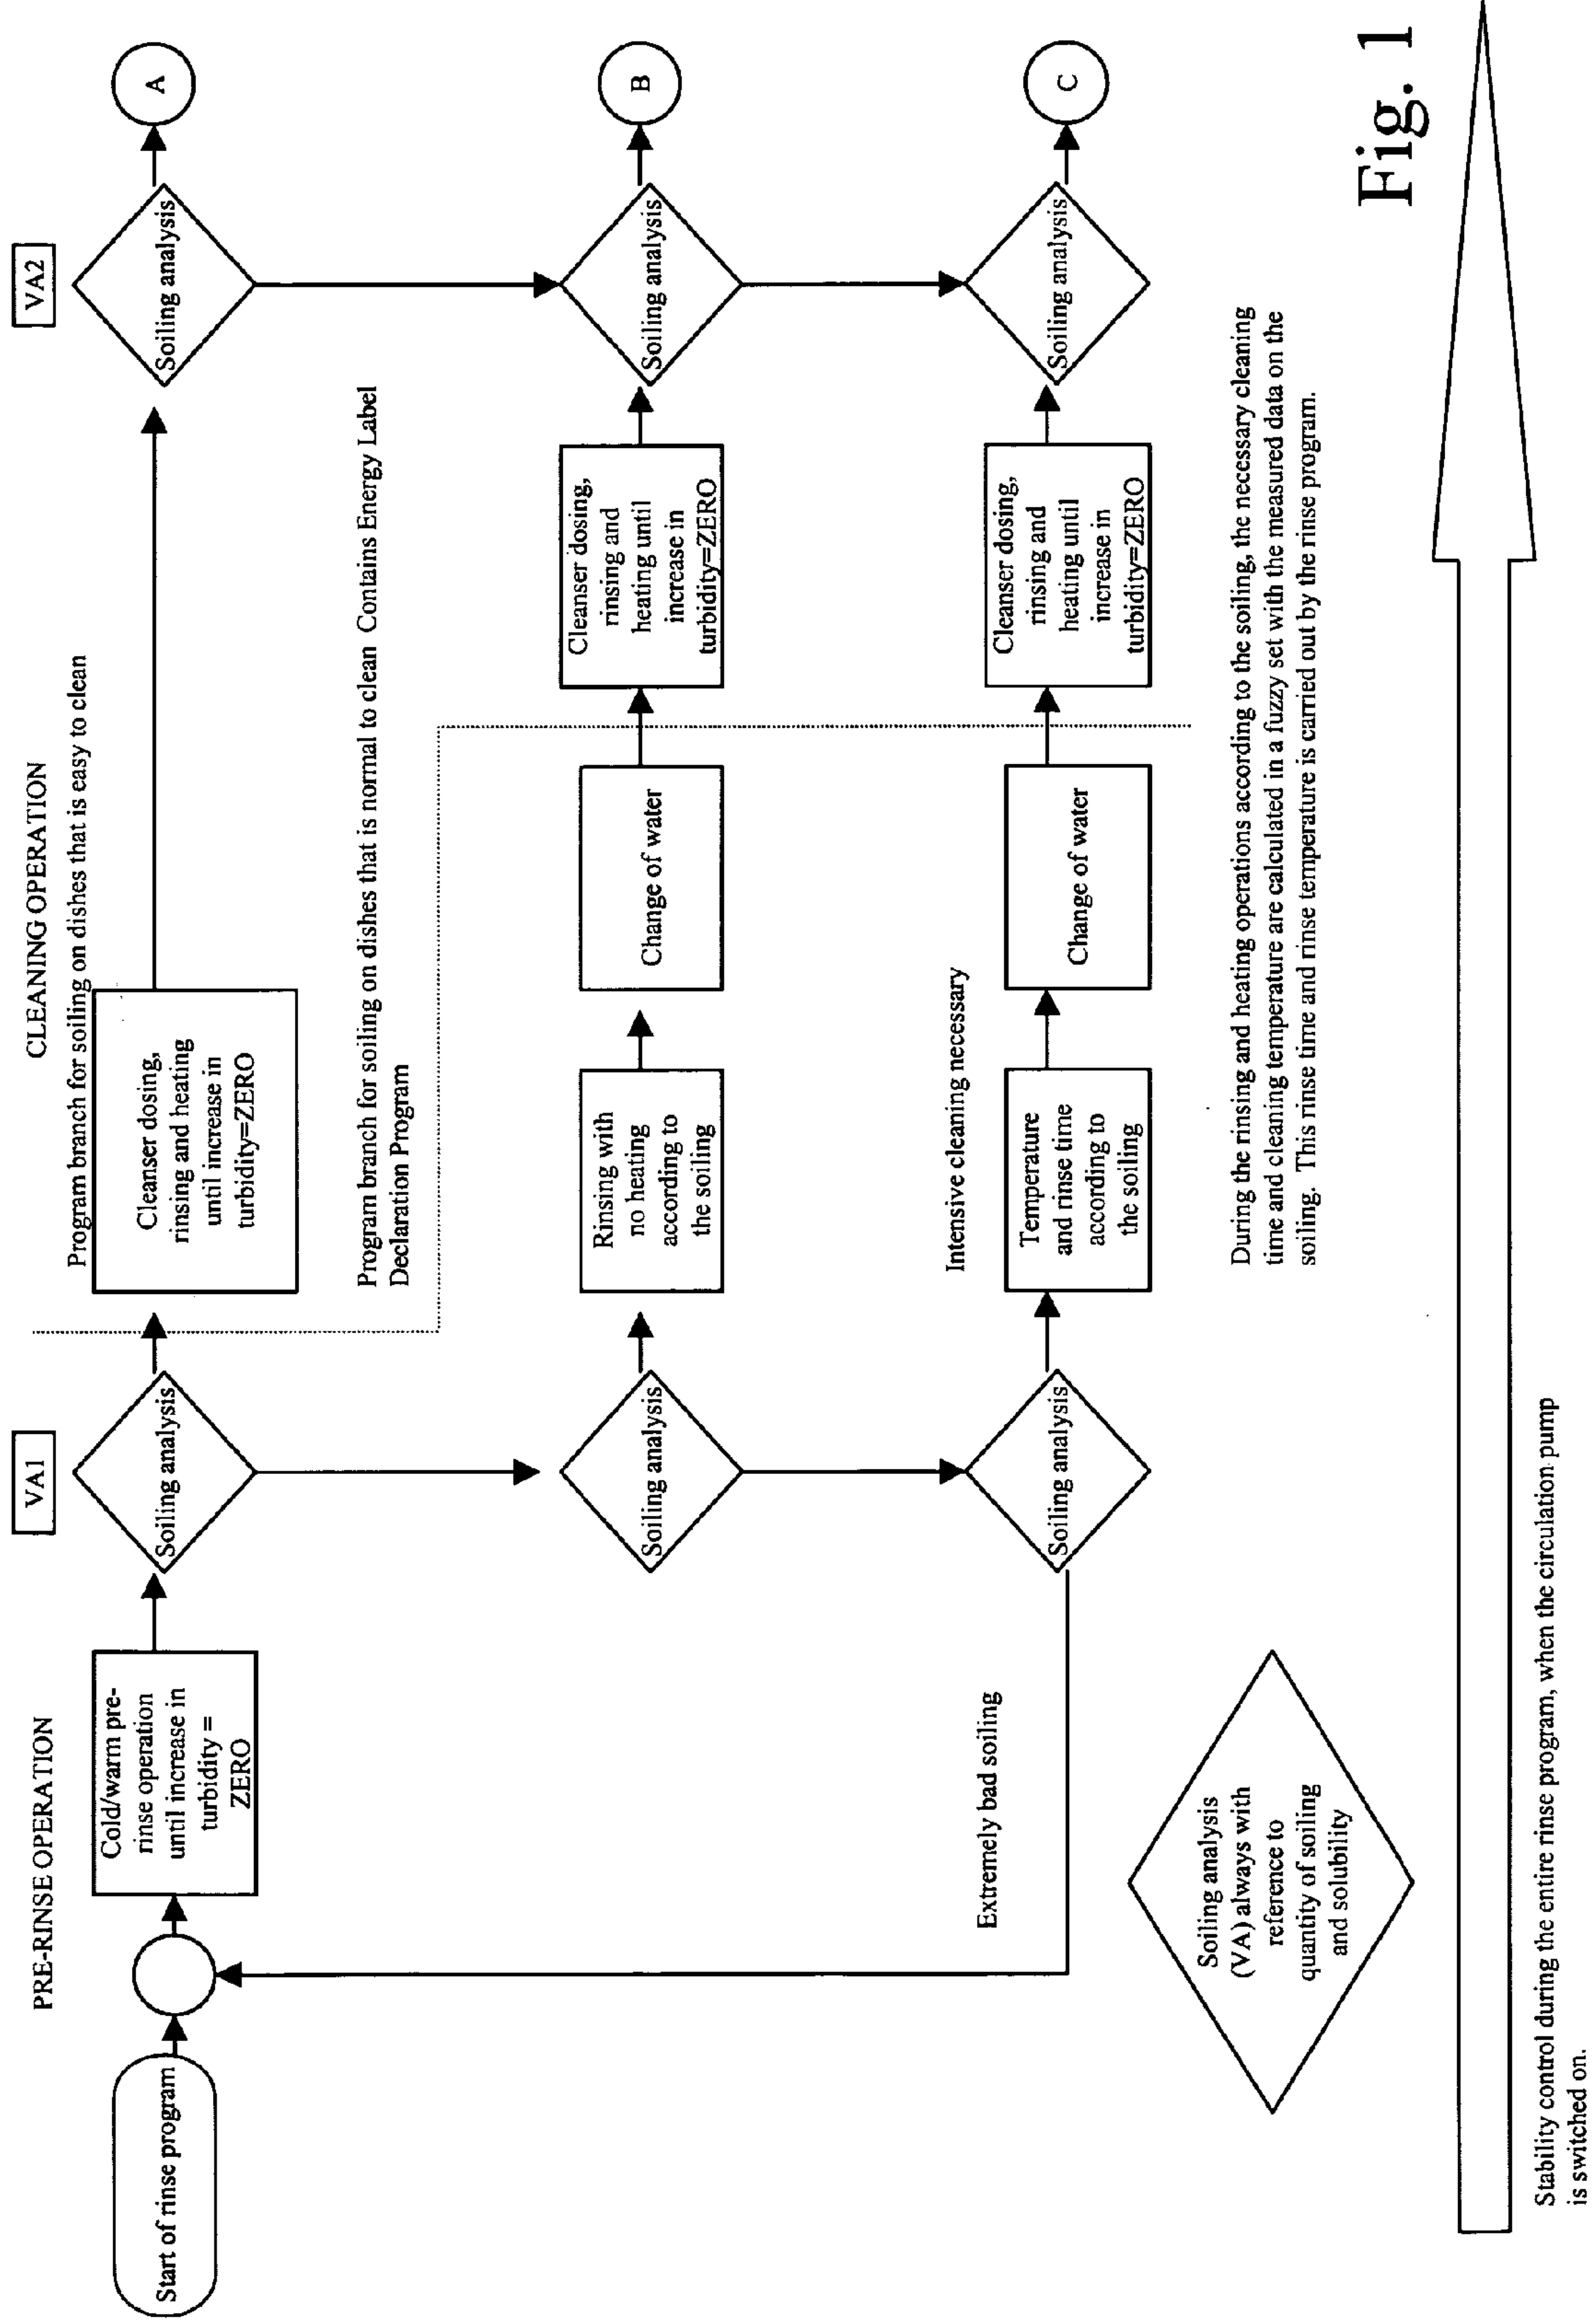 PRE-RINSE OPERATION
VA1
CLEANING OPERATION
VA2
Program branch for soiling on dishes that is easy to clean
Start of rinse program
Cold/warm pre-
rinse operation
until increase in
turbidity =
ZERO
Soiling analysis
Cleanser dosing,
rinsing and heating
until increase in
turbidity=ZERO
Soiling analysis
A
Program branch for soiling on dishes that is normal to clean Contains Energy Label
Declaration Program
Soiling analysis
Rinsing with
no heating
according to
the soiling
Change of water
Cleanser dosing,
rinsing and
heating until
increase in
turbidity=ZERO
Soiling analysis
B
Extremely bad soiling
Intensive cleaning necessary
Soiling analysis
Temperature
and rinse time
according to
the soiling
Change of water
Cleanser dosing,
rinsing and
heating until
increase in
turbidity=ZERO
Soiling analysis
C
Soiling analysis
(VA) always with
reference to
quantity of soiling
and solubility
During the rinsing and heating operations according to the soiling, the necessary cleaning
time and cleaning temperature are calculated in a fuzzy set with the measured data on the
soiling. This rinse time and rinse temperature is carried out by the rinse program.
Fig. 1
Stability control during the entire rinse program, when the circulation pump
is switched on.